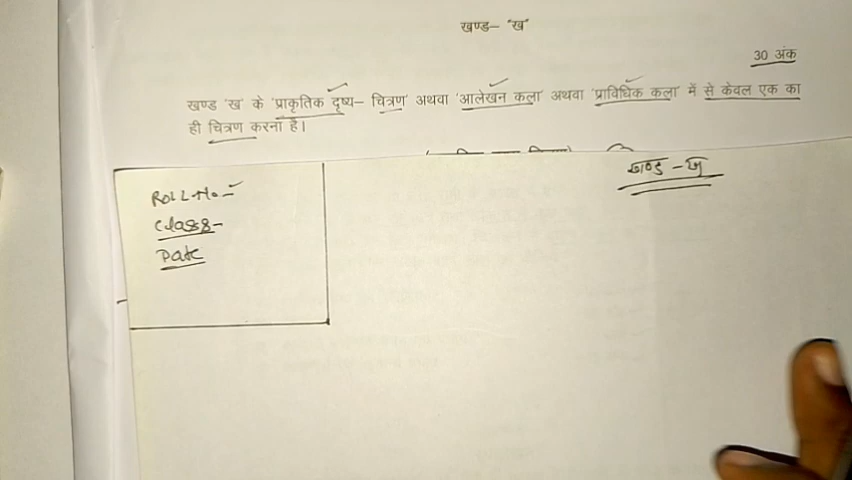 खण्ड– 'ख'
30 अंक
खण्ड 'ख' के 'प्राकृतिक दृष्य– चित्रण' अथवा 'आलेखन कला' अथवा 'प्राविधिक कला' में से केवल एक का
ही चित्रण करना है।
खण्ड - ख
Roll-No.-
Class-
Date